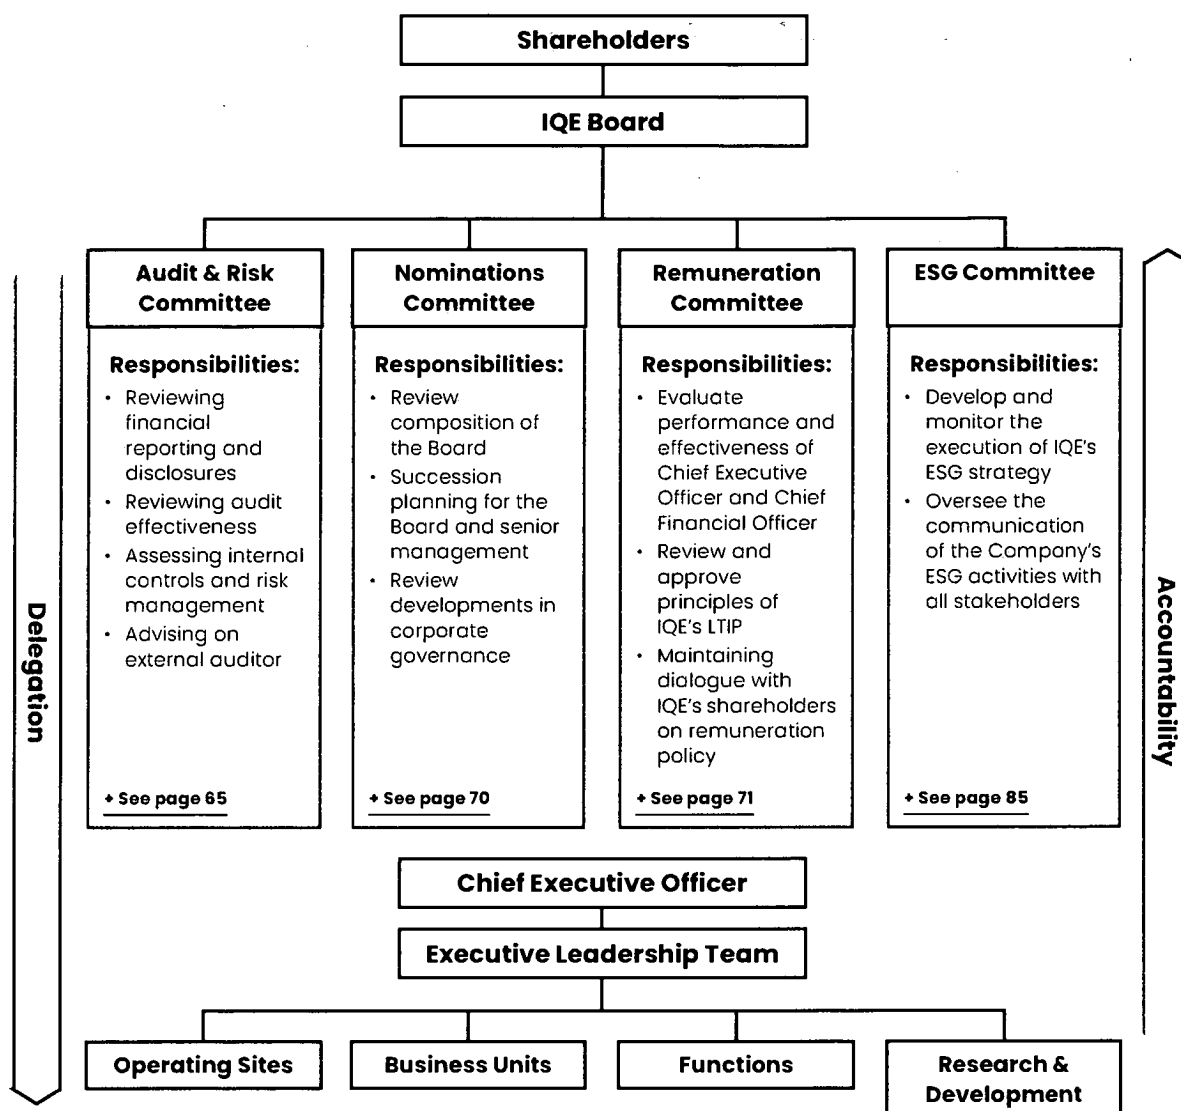 Shareholders
IQE Board
Audit & Risk
Committee
Responsibilities:
• Reviewing
financial
reporting and
disclosures
• Reviewing audit
effectiveness
• Assessing internal
controls and risk
management
• Advising on
external auditor
+ See page 65
Nominations
Committee
Responsibilities:
• Review
composition of
the Board
• Succession
planning for the
Board and senior
management
• Review
developments in
corporate
governance
+ See page 70
Remuneration
Committee
Responsibilities:
• Evaluate
performance and
effectiveness of
Chief Executive
Officer and Chief
Financial Officer
• Review and
approve
principles of
IQE's LTIP
• Maintaining
dialogue with
IQE's shareholders
on remuneration
policy
+ See page 71
ESG Committee
Responsibilities:
• Develop and
monitor the
execution of IQE's
ESG strategy
• Oversee the
communication
of the Company's
ESG activities with
all stakeholders
+ See page 85
Delegation
Accountability
Chief Executive Officer
Executive Leadership Team
Operating Sites
Business Units
Functions
Research &
Development